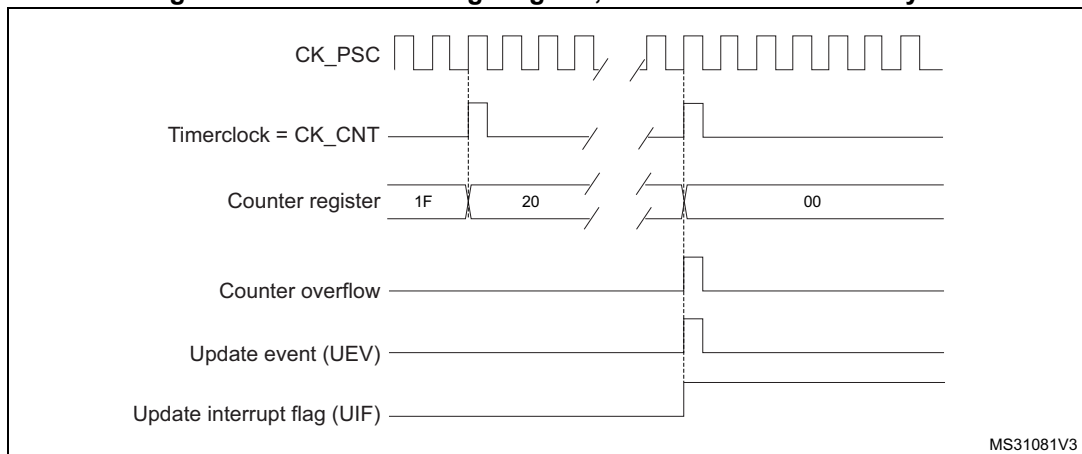 CK_PSC
Timerclock = CK_CNT
Counter register 1F 20 00
Counter overflow
Update event (UEV)
Update interrupt flag (UIF)
MS31081V3